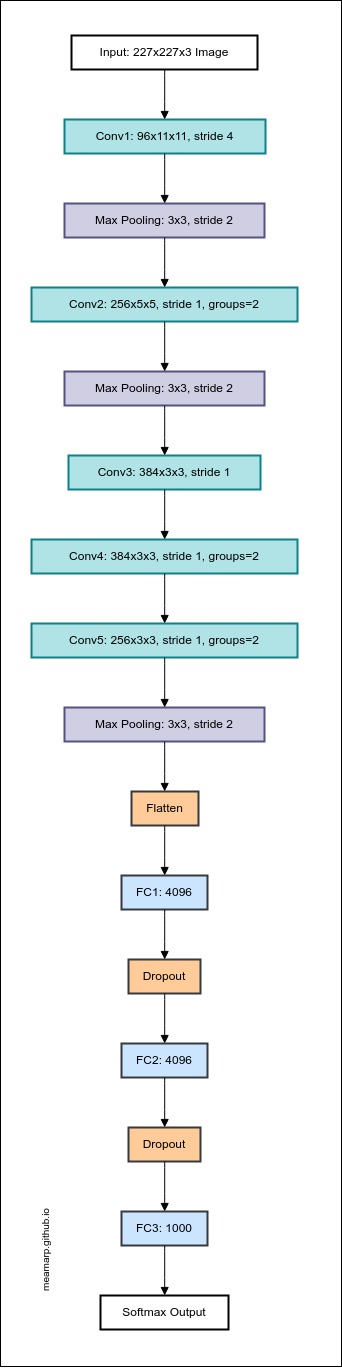 Input: 227x227x3 Image
Conv1: 96x11x11, stride 4
Max Pooling: 3x3, stride 2
Conv2: 256x5x5, stride 1, groups=2
Max Pooling: 3x3, stride 2
Conv3: 384x3x3, stride 1
Conv4: 384x3x3, stride 1, groups=2
Conv5: 256x3x3, stride 1, groups=2
Max Pooling: 3x3, stride 2
Flatten
FC1: 4096
Dropout
FC2: 4096
Dropout
FC3: 1000
Softmax Output
meamarp.github.io